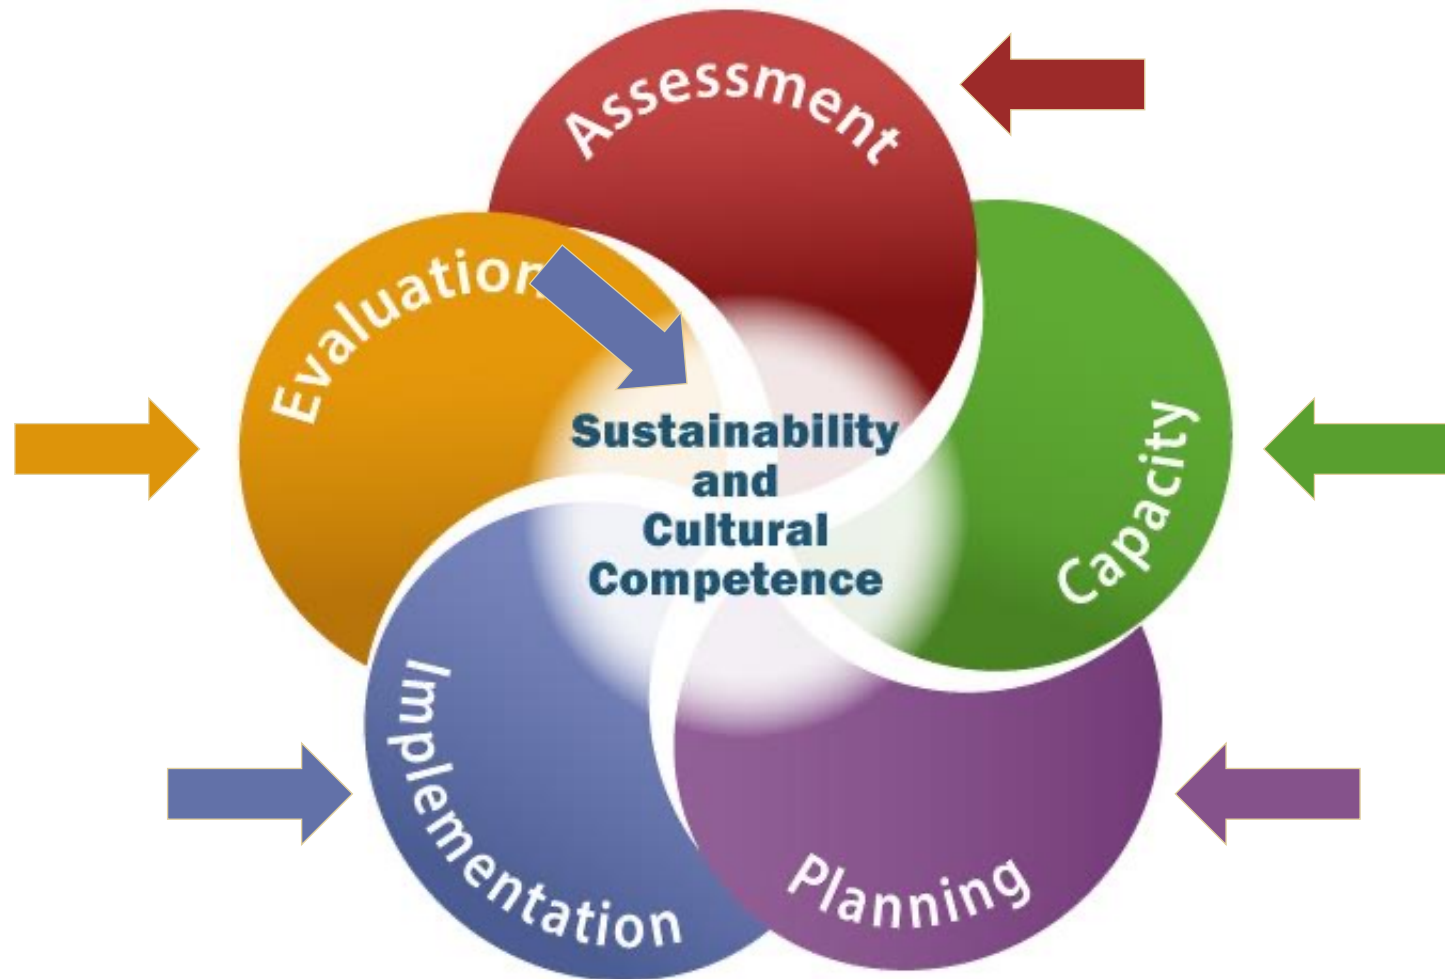 Assessment
Capacity
Planning
Implementation
Evaluation
Sustainability
and
Cultural
Competence